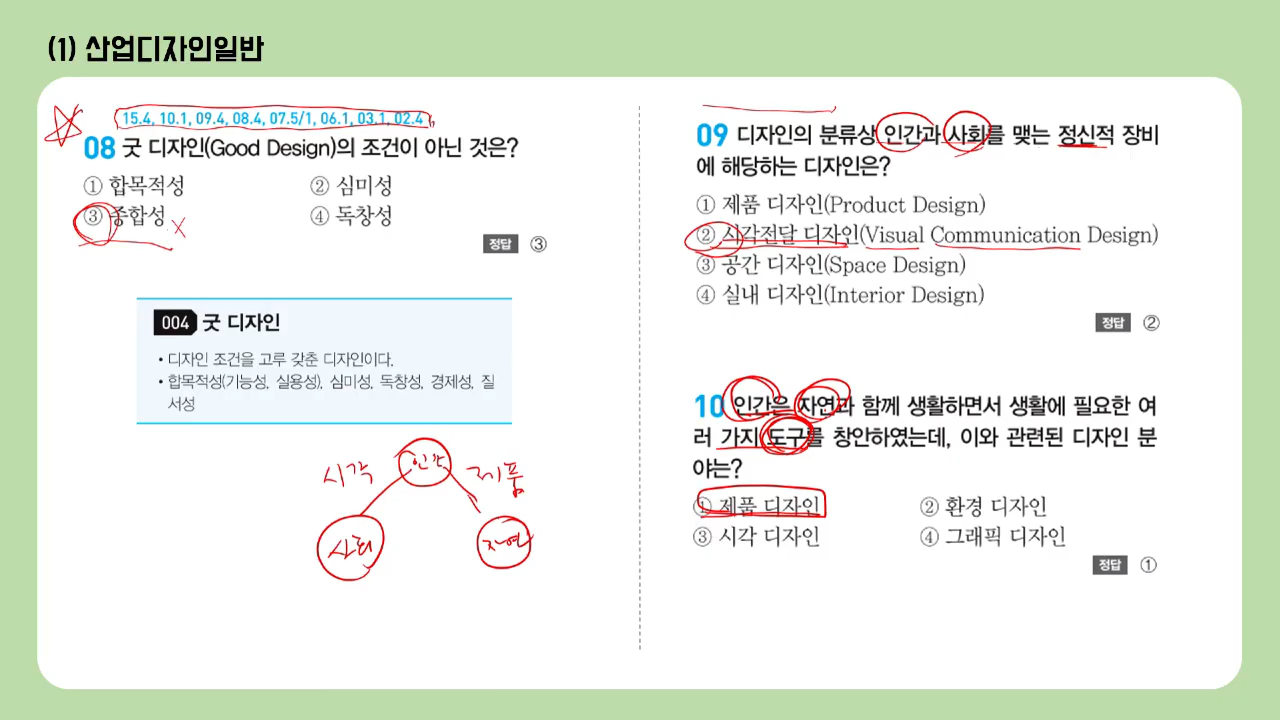 (1) 산업디자인일반
15.4, 10.1, 09.4, 08.4, 07.5/1, 06.1, 03.1, 02.4
08 굿 디자인(Good Design)의 조건이 아닌 것은?
① 합목적성 ② 심미성
③ 종합성 ④ 독창성
정답 ③
004 굿 디자인
• 디자인 조건을 고루 갖춘 디자인이다.
• 합목적성(기능성, 실용성), 심미성, 독창성, 경제성, 질
서성
시각 인간 제품
사회 자연
09 디자인의 분류상 인간과 사회를 맺는 정신적 장비
에 해당하는 디자인은?
① 제품 디자인(Product Design)
② 시각전달 디자인(Visual Communication Design)
③ 공간 디자인(Space Design)
④ 실내 디자인(Interior Design)
정답 ②
10 인간은 자연과 함께 생활하면서 생활에 필요한 여
러 가지 도구를 창안하였는데, 이와 관련된 디자인 분
야는?
① 제품 디자인 ② 환경 디자인
③ 시각 디자인 ④ 그래픽 디자인
정답 ①